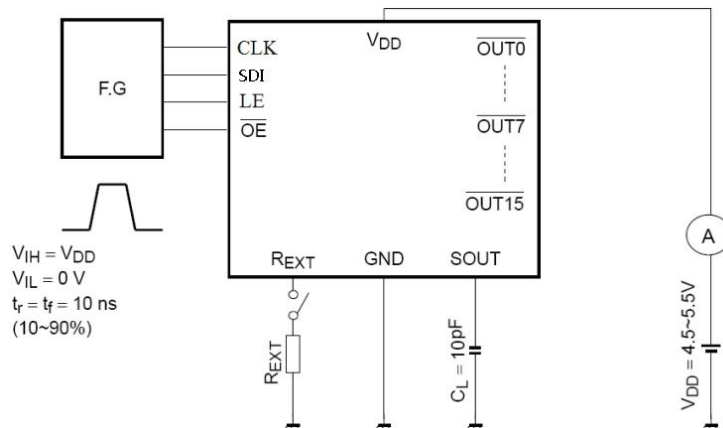 V_DD
CLK
SDI
LE
OE
F.G
OUT0
OUT7
OUT15
R_EXT
GND
SOUT
V_IH = V_DD
V_IL = 0 V
t_r = t_f = 10 ns
(10~90%)
R_EXT
C_L = 10pF
A
V_DD = 4.5~5.5V